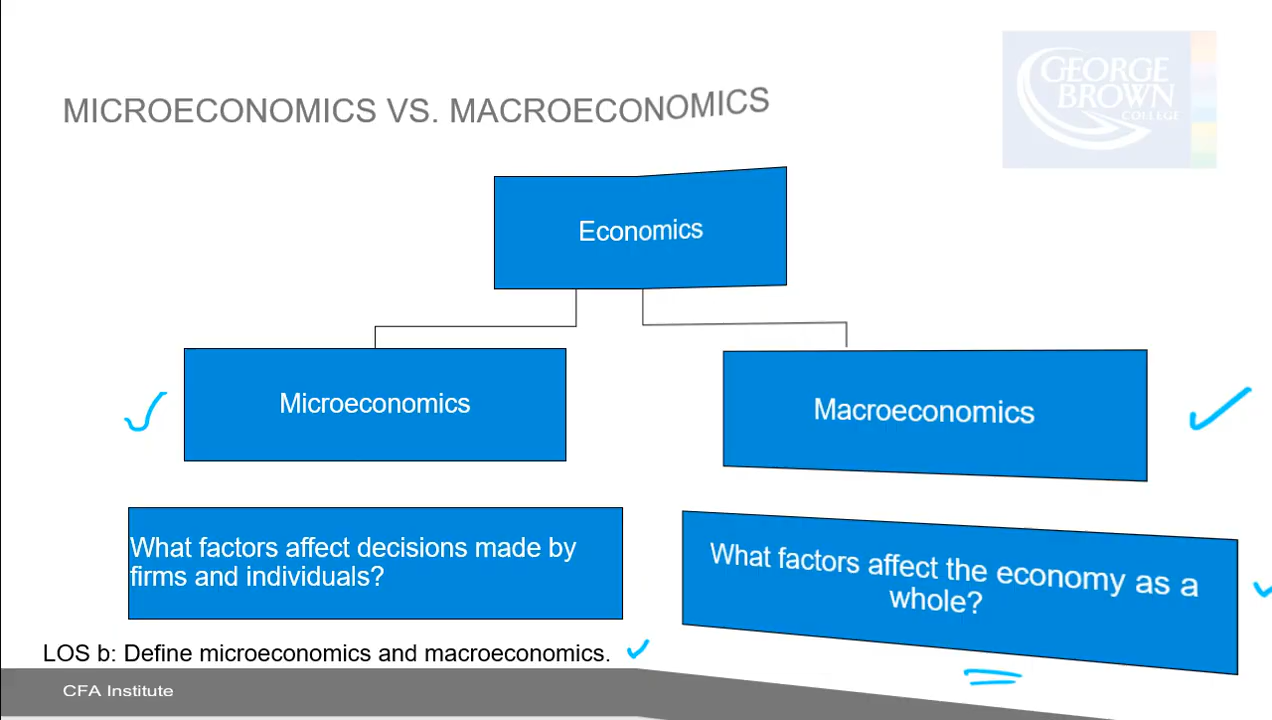 GEORGE
BROWN
COLLEGE
MICROECONOMICS VS. MACROECONOMICS
Economics
Microeconomics
Macroeconomics
What factors affect decisions made by
firms and individuals?
What factors affect the economy as a
whole?
LOS b: Define microeconomics and macroeconomics.
CFA Institute